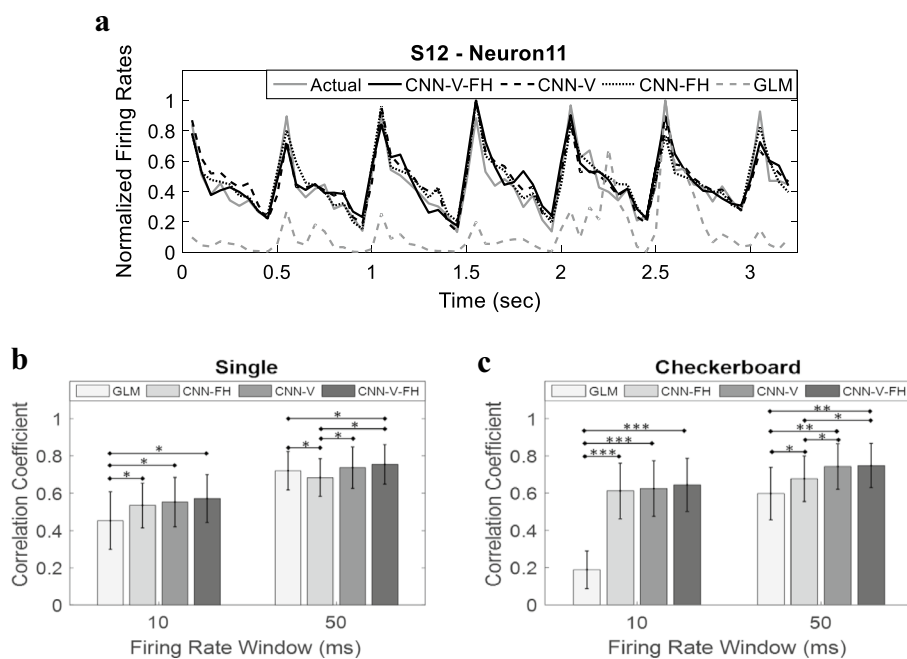 a
S12 - Neuron11
Actual CNN-V-FH CNN-V CNN-FH GLM
Normalized Firing Rates
1
0.8
0.6
0.4
0.2
0
0 0.5 1 1.5 2 2.5 3
Time (sec)
b
Single
GLM CNN-FH CNN-V CNN-V-FH
Correlation Coefficient
1
0.8
0.6
0.4
0.2
0
*
*
*
*
*
*
*
10 50
Firing Rate Window (ms)
c
Checkerboard
GLM CNN-FH CNN-V CNN-V-FH
Correlation Coefficient
1
0.8
0.6
0.4
0.2
0
***
***
***
**
*
**
*
*
10 50
Firing Rate Window (ms)